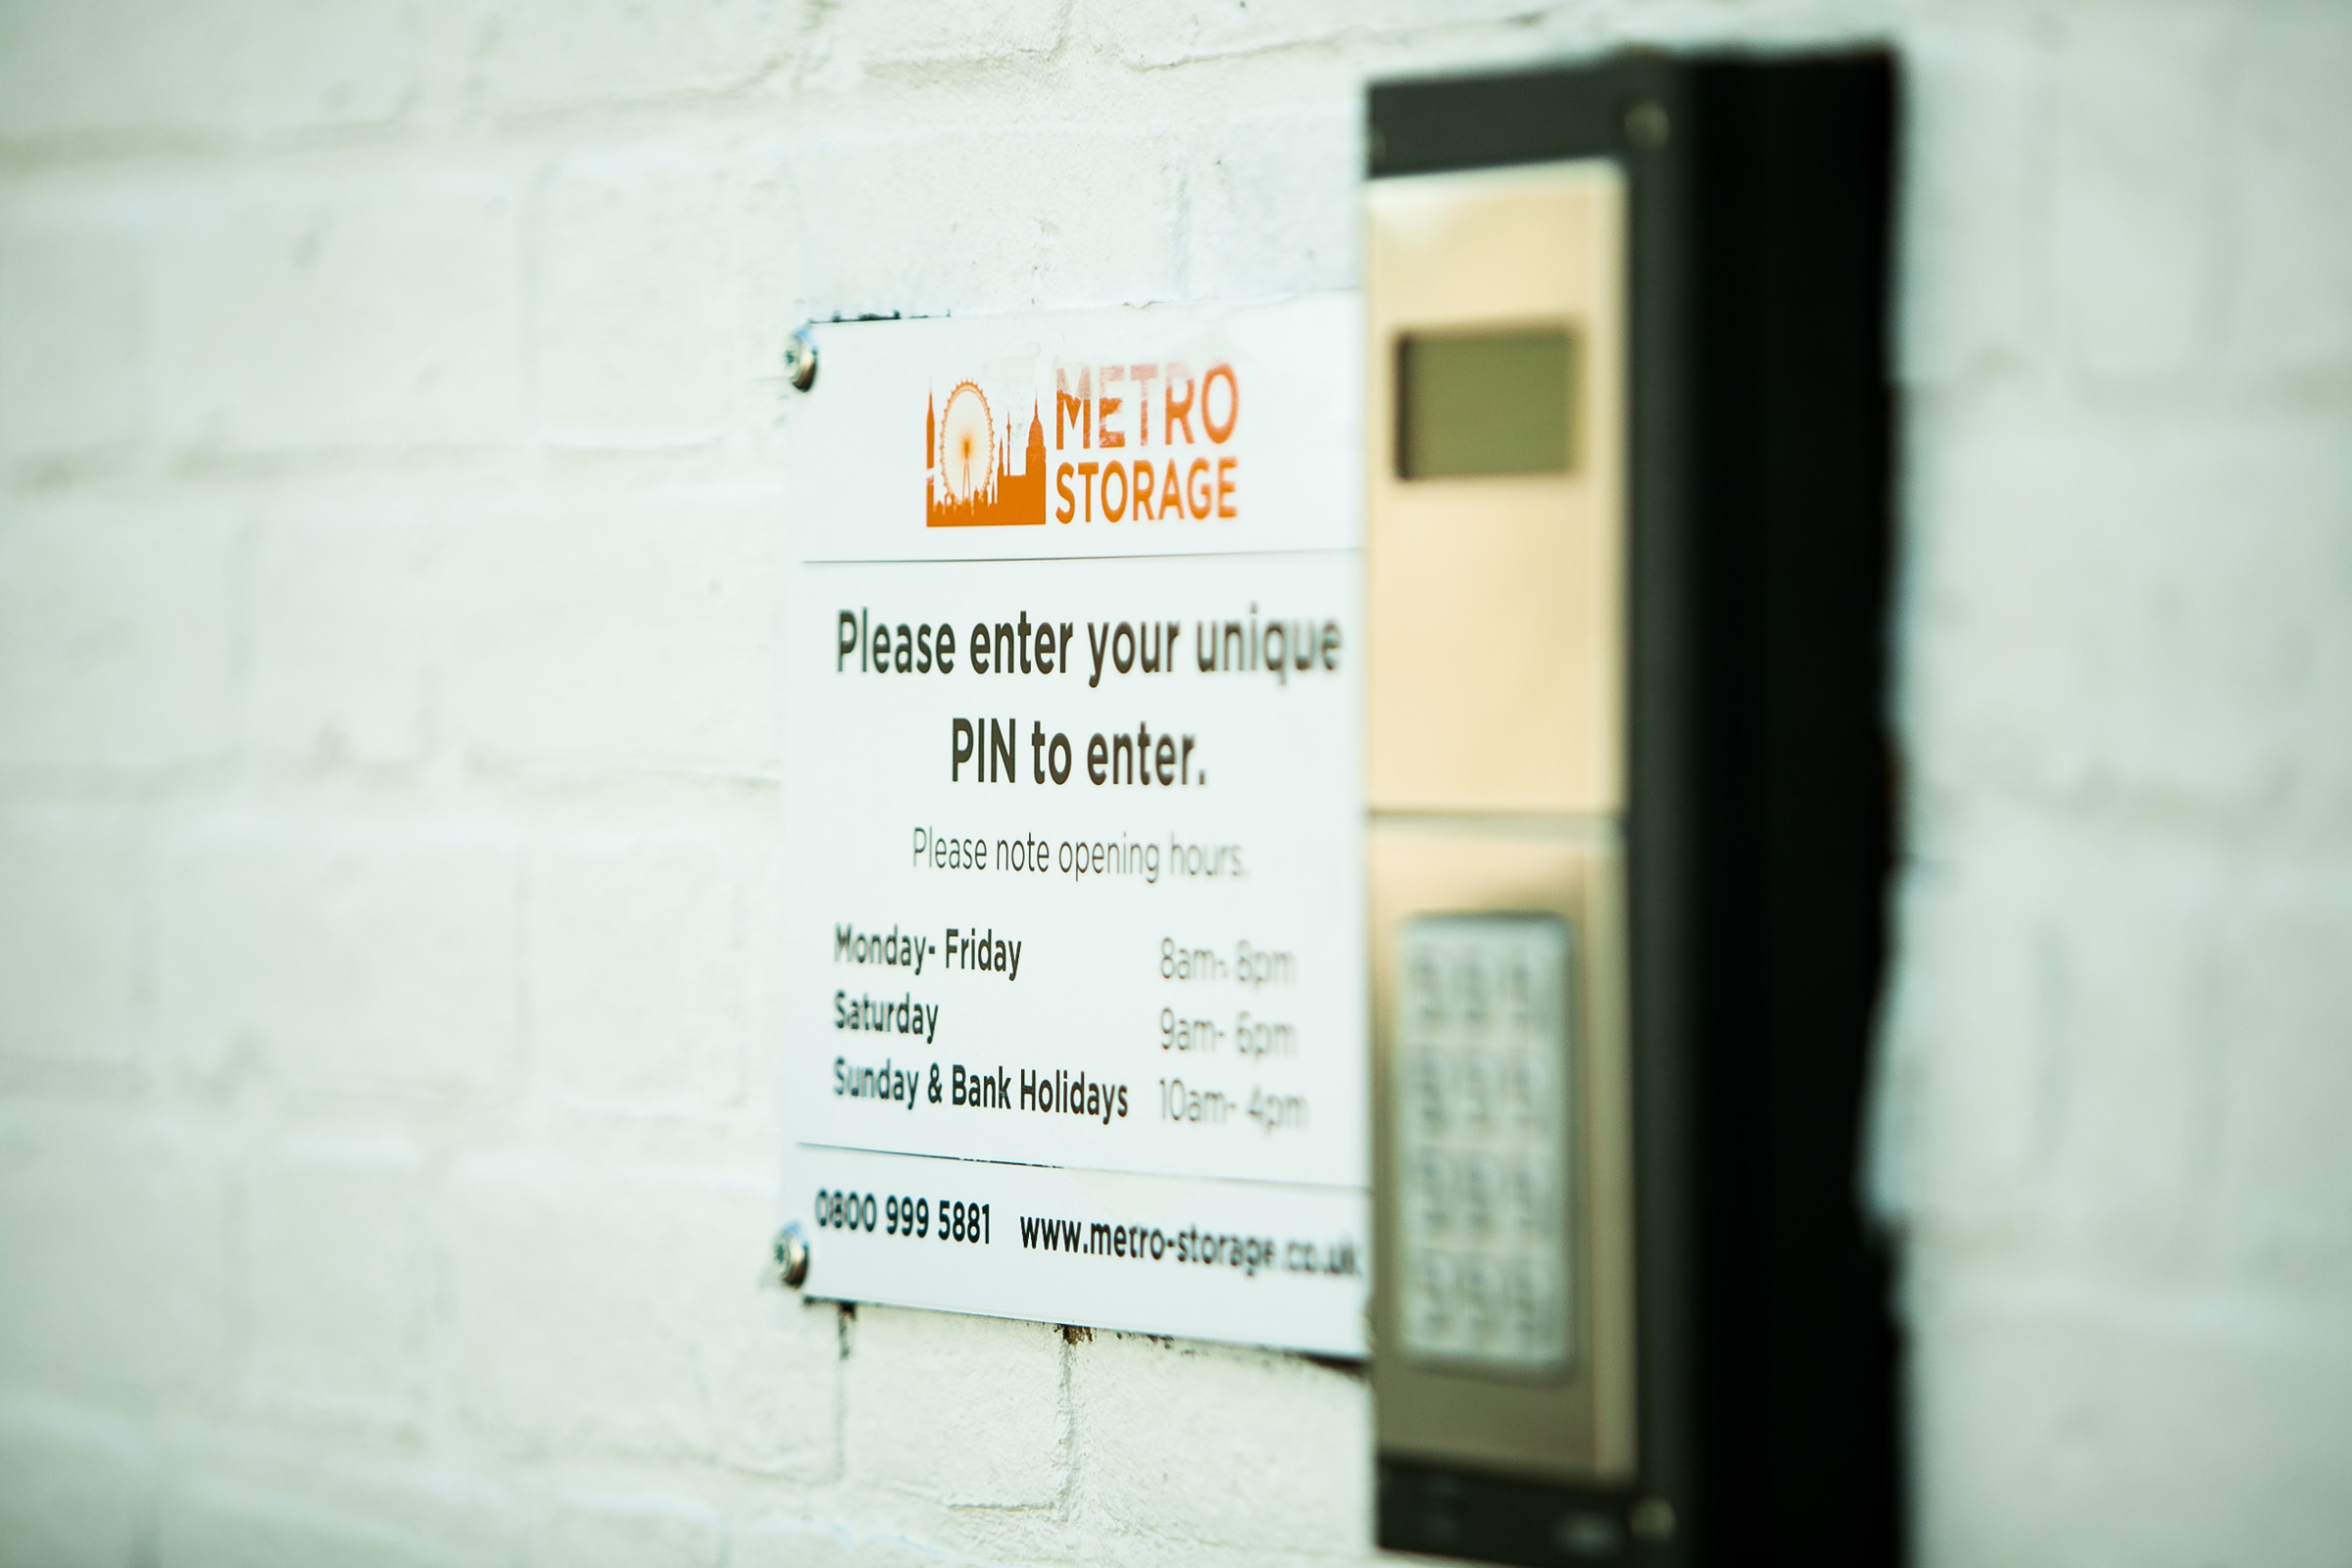 METRO
STORAGE
Please enter your unique
PIN to enter.
Please note opening hours.
Monday- Friday 8am- 8pm
Saturday 9am- 6pm
Sunday & Bank Holidays 10am- 4pm
0800 999 5881 www.metro-storage.co.uk